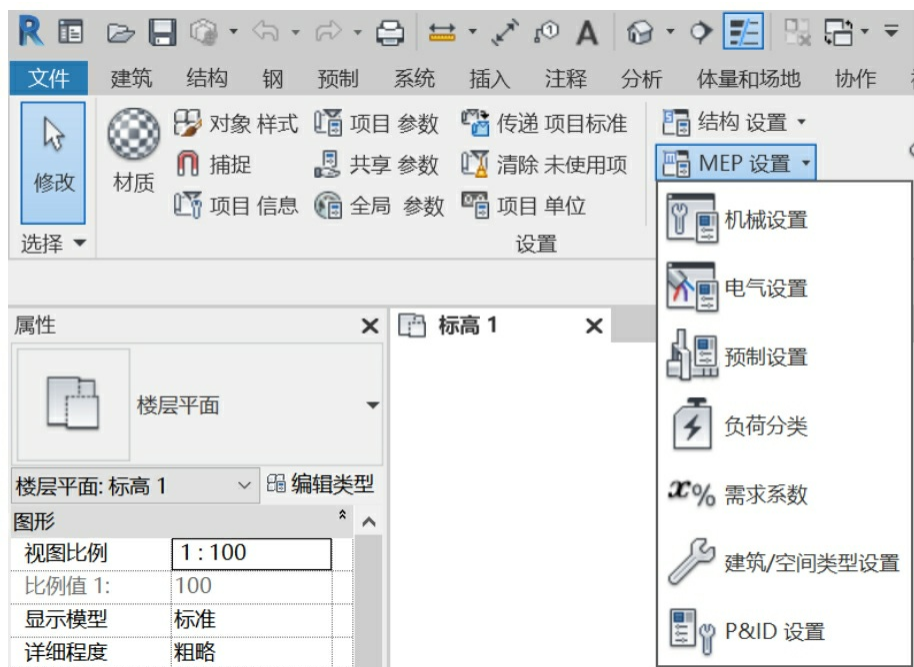 文件 建筑 结构 钢 预制 系统 插入 注释 分析 体量和场地 协作
修改
材质
对象 样式 项目 参数 传递 项目标准 结构 设置
捕捉 共享 参数 清除 未使用项 MEP 设置
项目 信息 全局 参数 项目 单位
选择 设置
机械设置
电气设置
预制设置
负荷分类
需求系数
建筑/空间类型设置
P&ID 设置
属性
标高 1
楼层平面
楼层平面: 标高 1 编辑类型
图形
视图比例 1 : 100
比例值 1: 100
显示模型 标准
详细程度 粗略